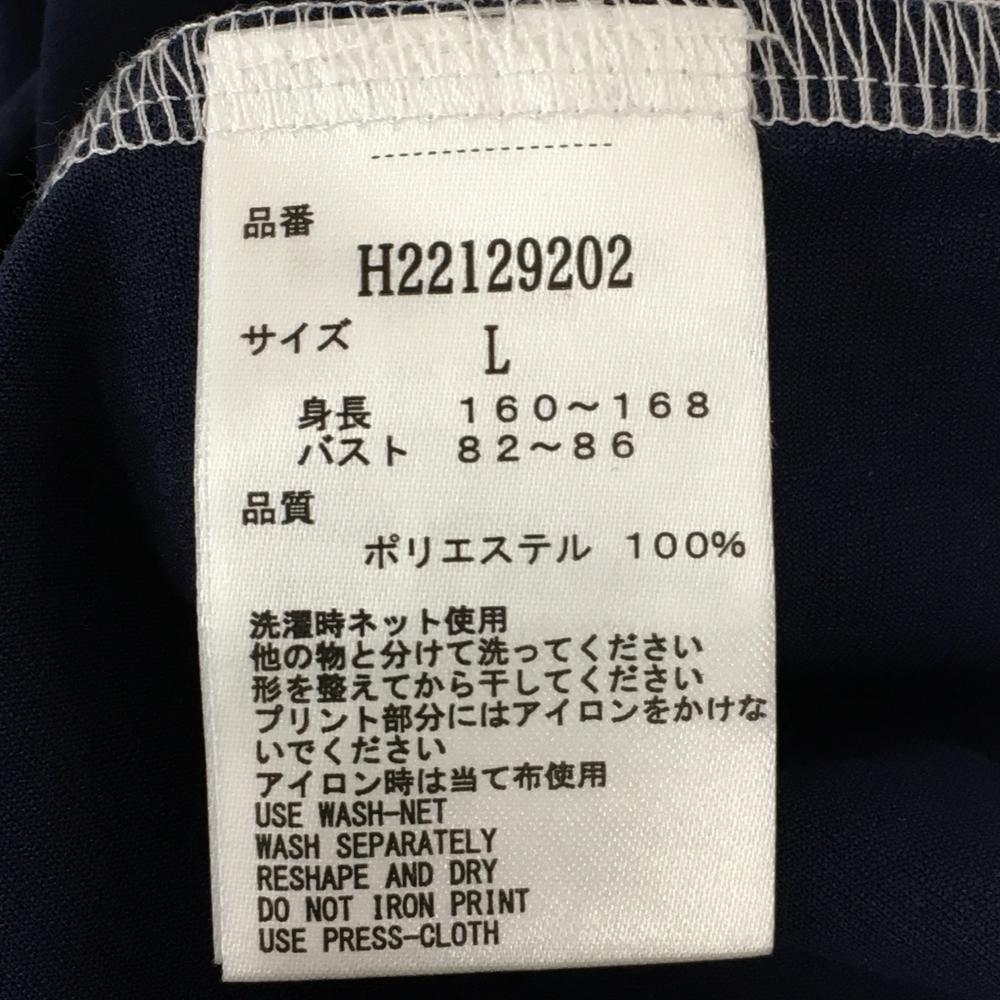 品番
H22129202
サイズ L
身長 160～168
バスト 82～86
品質
ポリエステル 100%
洗濯時ネット使用
他の物と分けて洗ってください
形を整えてから干してください
プリント部分にはアイロンをかけな
いでください
アイロン時は当て布使用
USE WASH-NET
WASH SEPARATELY
RESHAPE AND DRY
DO NOT IRON PRINT
USE PRESS-CLOTH